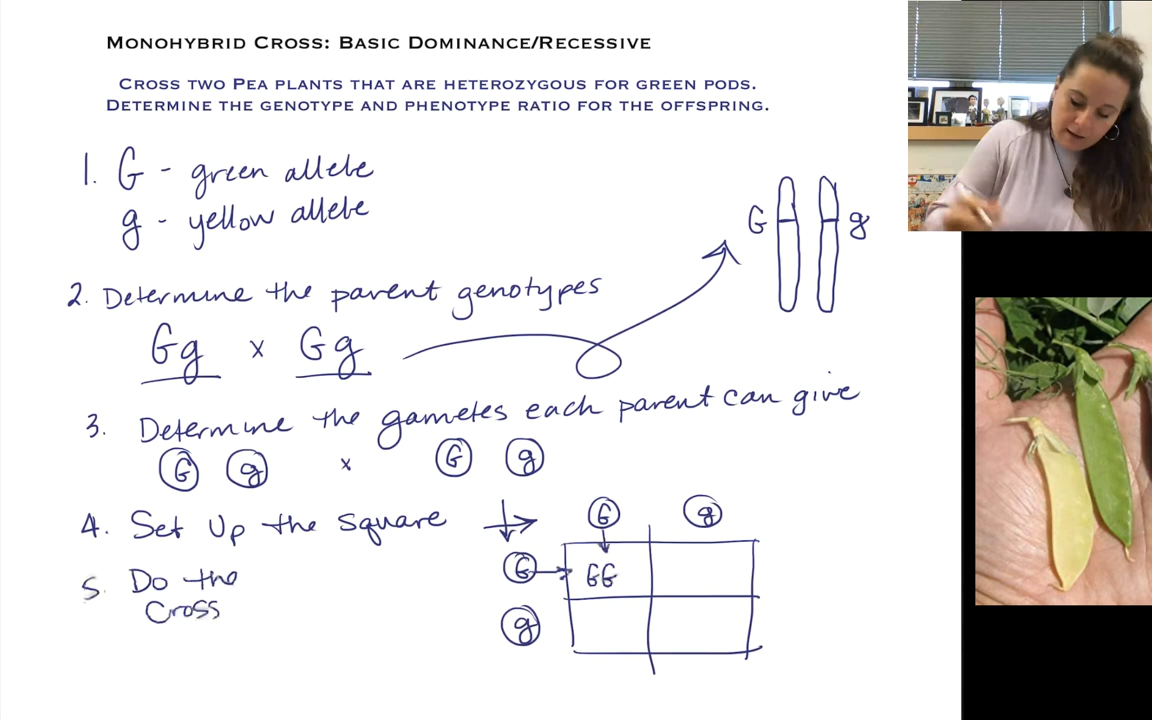 MONOHYBRID CROSS: BASIC DOMINANCE/RECESSIVE
CROSS TWO PEA PLANTS THAT ARE HETEROZYGOUS FOR GREEN PODS.
DETERMINE THE GENOTYPE AND PHENOTYPE RATIO FOR THE OFFSPRING.
1. G - green allele
g - yellow allele
G g
2. Determine the parent genotypes
Gg x Gg
3. Determine the gametes each parent can give
G g x G g
4. Set Up the square
G g
5. Do the
Cross
G GG
g